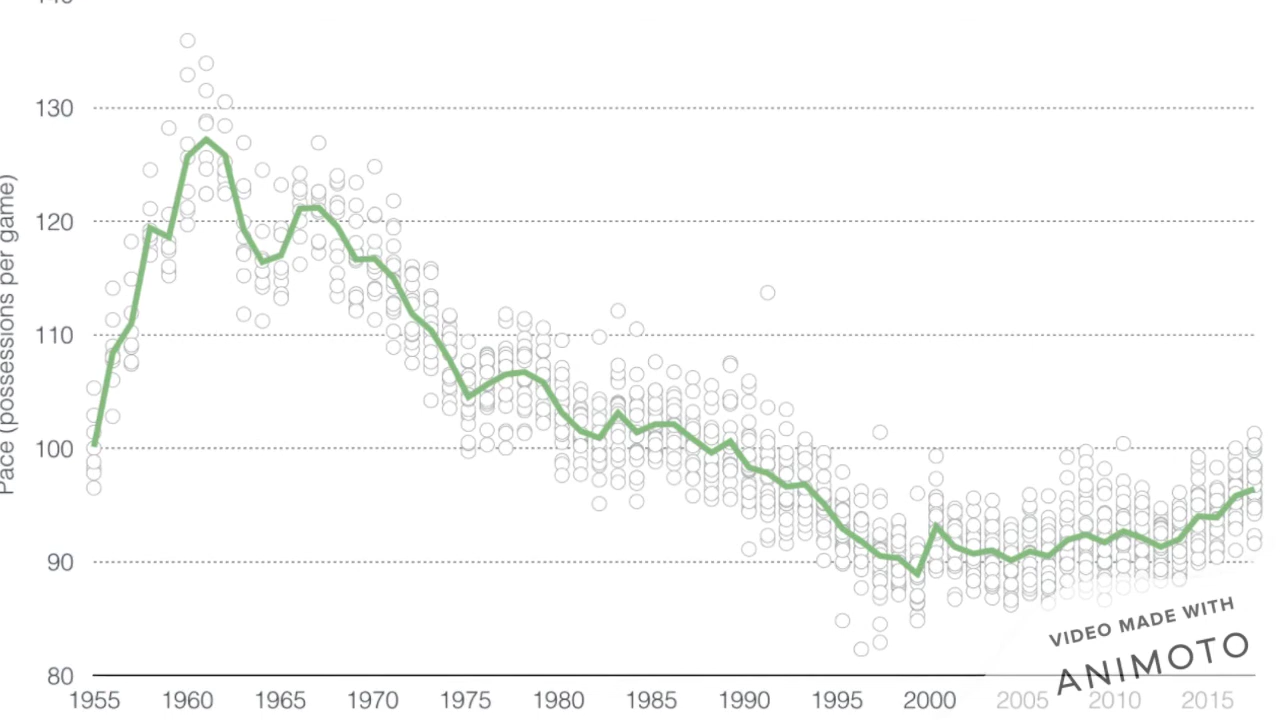 140
130
120
110
100
90
80
Pace (possessions per game)
1955 1960 1965 1970 1975 1980 1985 1990 1995 2000 2005 2010 2015
VIDEO MADE WITH
ANIMOTO